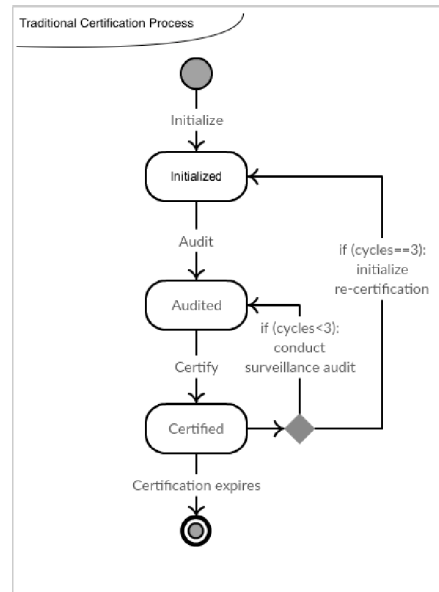 Traditional Certification Process
Initialize
Initialized
Audit
if (cycles==3):
initialize
re-certification
Audited
if (cycles<3):
conduct
surveillance audit
Certify
Certified
Certification expires